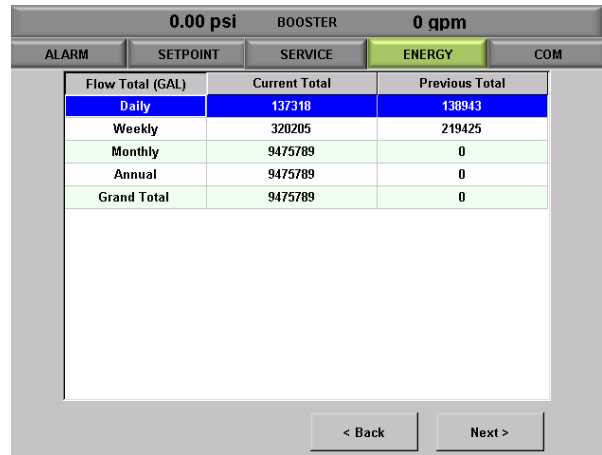 0.00 psi BOOSTER 0 gpm
ALARM SETPOINT SERVICE ENERGY COM
Flow Total (GAL) Current Total Previous Total
Daily 137318 138943
Weekly 320205 219425
Monthly 9475789 0
Annual 9475789 0
Grand Total 9475789 0
< Back Next >